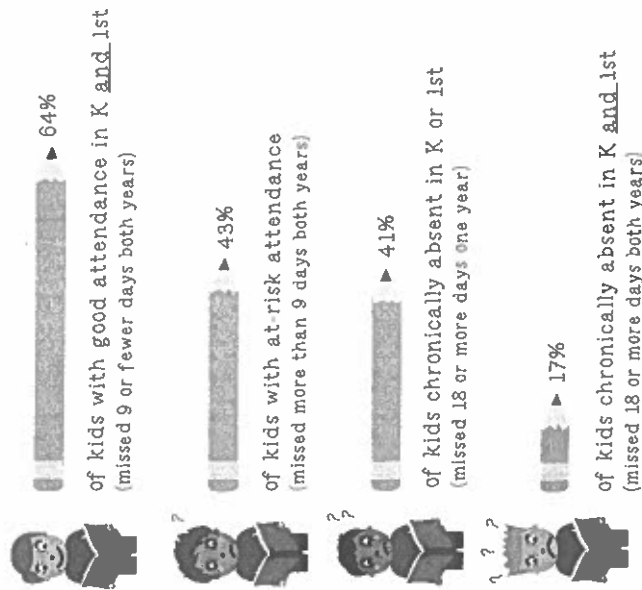 64%
of kids with good attendance in K and 1st
(missed 9 or fewer days both years)
?
43%
of kids with at-risk attendance
(missed more than 9 days both years)
? ?
41%
of kids chronically absent in K or 1st
(missed 18 or more days one year)
? ? ?
17%
of kids chronically absent in K and 1st
(missed 18 or more days both years)